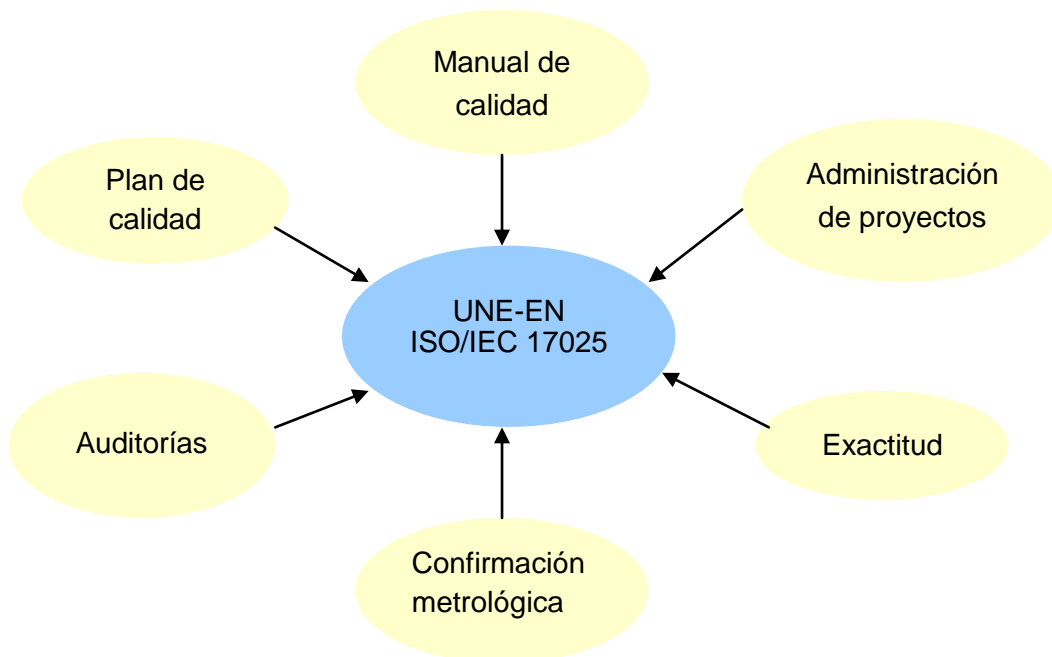 Manual de
calidad
Plan de
calidad
Administración
de proyectos
UNE-EN
ISO/IEC 17025
Auditorías
Exactitud
Confirmación
metrológica